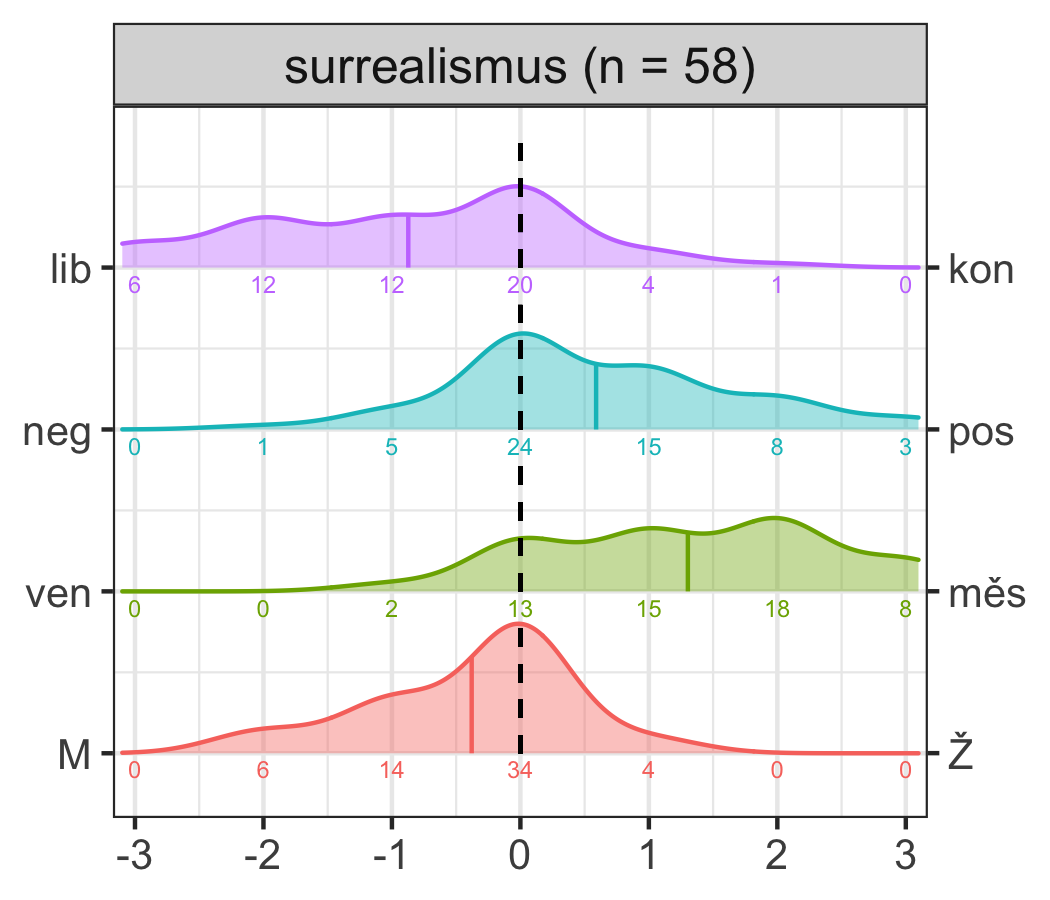 surrealismus (n = 58)
lib kon
6 12 12 20 4 1 0
neg pos
0 1 5 24 15 8 3
ven měs
0 0 2 13 15 18 8
M Ž
0 6 14 34 4 0 0
-3 -2 -1 0 1 2 3